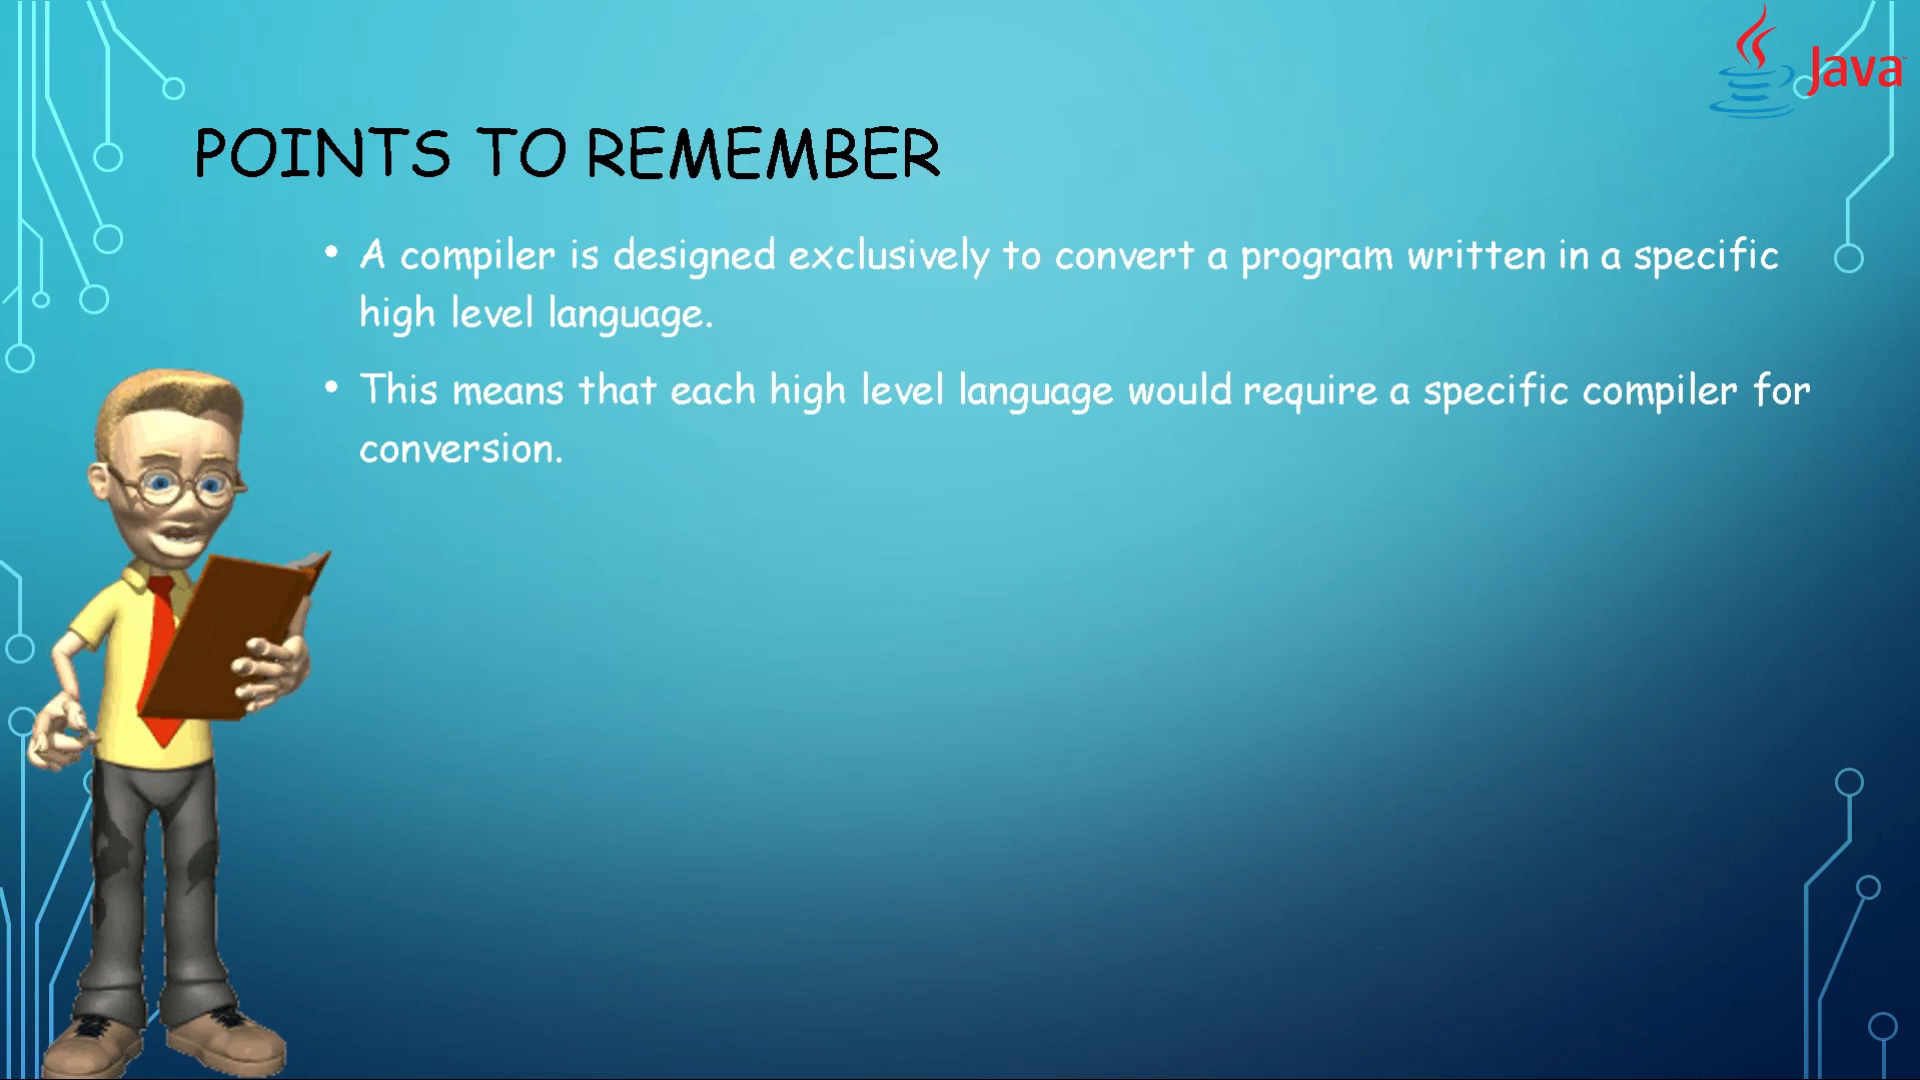 Java
POINTS TO REMEMBER
• A compiler is designed exclusively to convert a program written in a specific
high level language.
• This means that each high level language would require a specific compiler for
conversion.